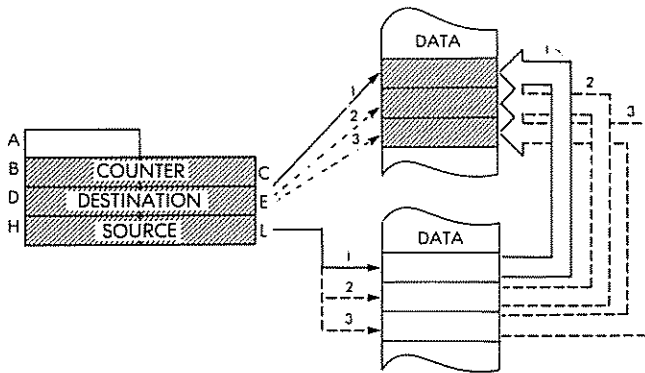 DATA
1
2
3
1
2
3
A
B COUNTER C
D DESTINATION E
H SOURCE L
DATA
1
2
3